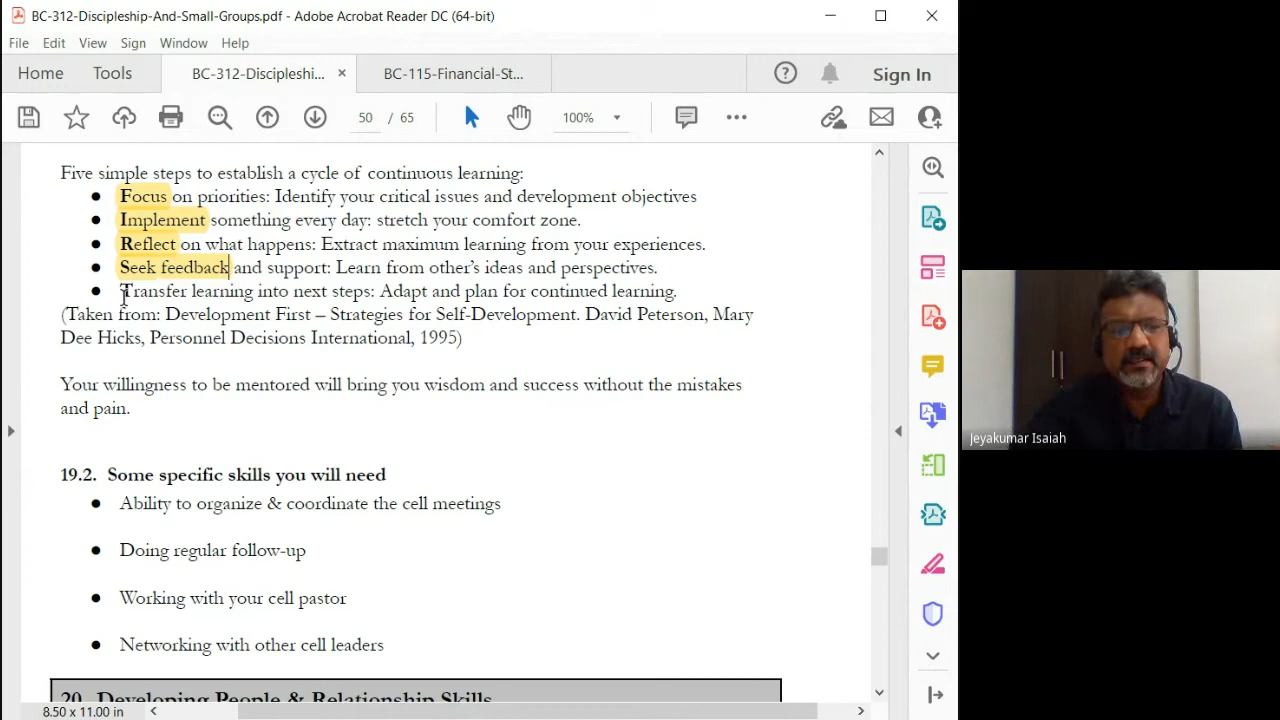 BC-312-Discipleship-And-Small-Groups.pdf - Adobe Acrobat Reader DC (64-bit)
File Edit View Sign Window Help
Home Tools BC-312-Discipleshi... × BC-115-Financial-St... Sign In
50 / 65 100%
Five simple steps to establish a cycle of continuous learning:
● Focus on priorities: Identify your critical issues and development objectives
● Implement something every day: stretch your comfort zone.
● Reflect on what happens: Extract maximum learning from your experiences.
● Seek feedback and support: Learn from other's ideas and perspectives.
● Transfer learning into next steps: Adapt and plan for continued learning.
(Taken from: Development First – Strategies for Self-Development. David Peterson, Mary
Dee Hicks, Personnel Decisions International, 1995)
Your willingness to be mentored will bring you wisdom and success without the mistakes
and pain.
19.2. Some specific skills you will need
● Ability to organize & coordinate the cell meetings
● Doing regular follow-up
● Working with your cell pastor
● Networking with other cell leaders
20. Developing People & Relationship Skills
8.50 x 11.00 in
Jeyakumar Isaiah